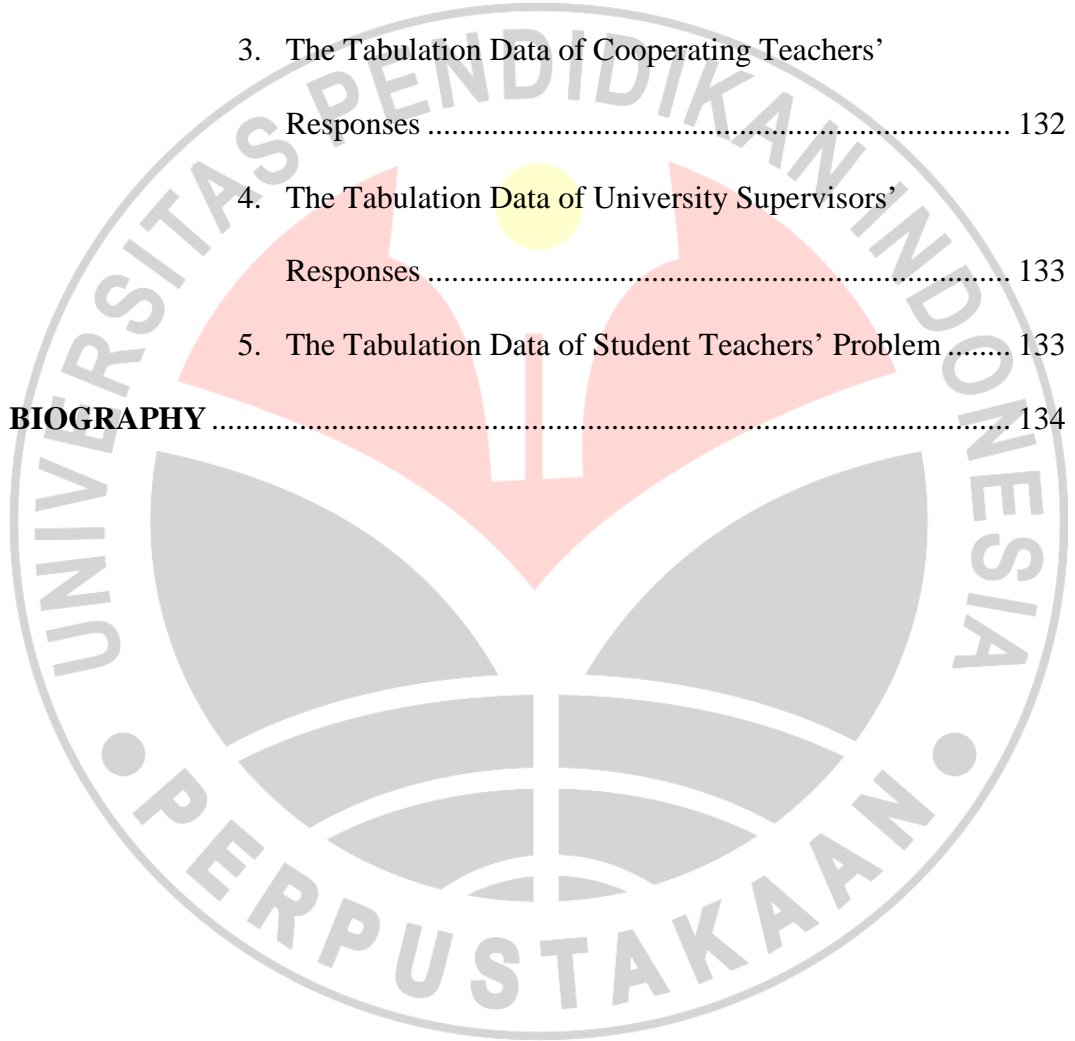 3. The Tabulation Data of Cooperating Teachers’
Responses ......................................................................... 132
4. The Tabulation Data of University Supervisors’
Responses ......................................................................... 133
5. The Tabulation Data of Student Teachers’ Problem ........ 133
BIOGRAPHY .................................................................................................... 134
UNIVERSITAS PENDIDIKAN INDONESIA
PERPUSTAKAAN